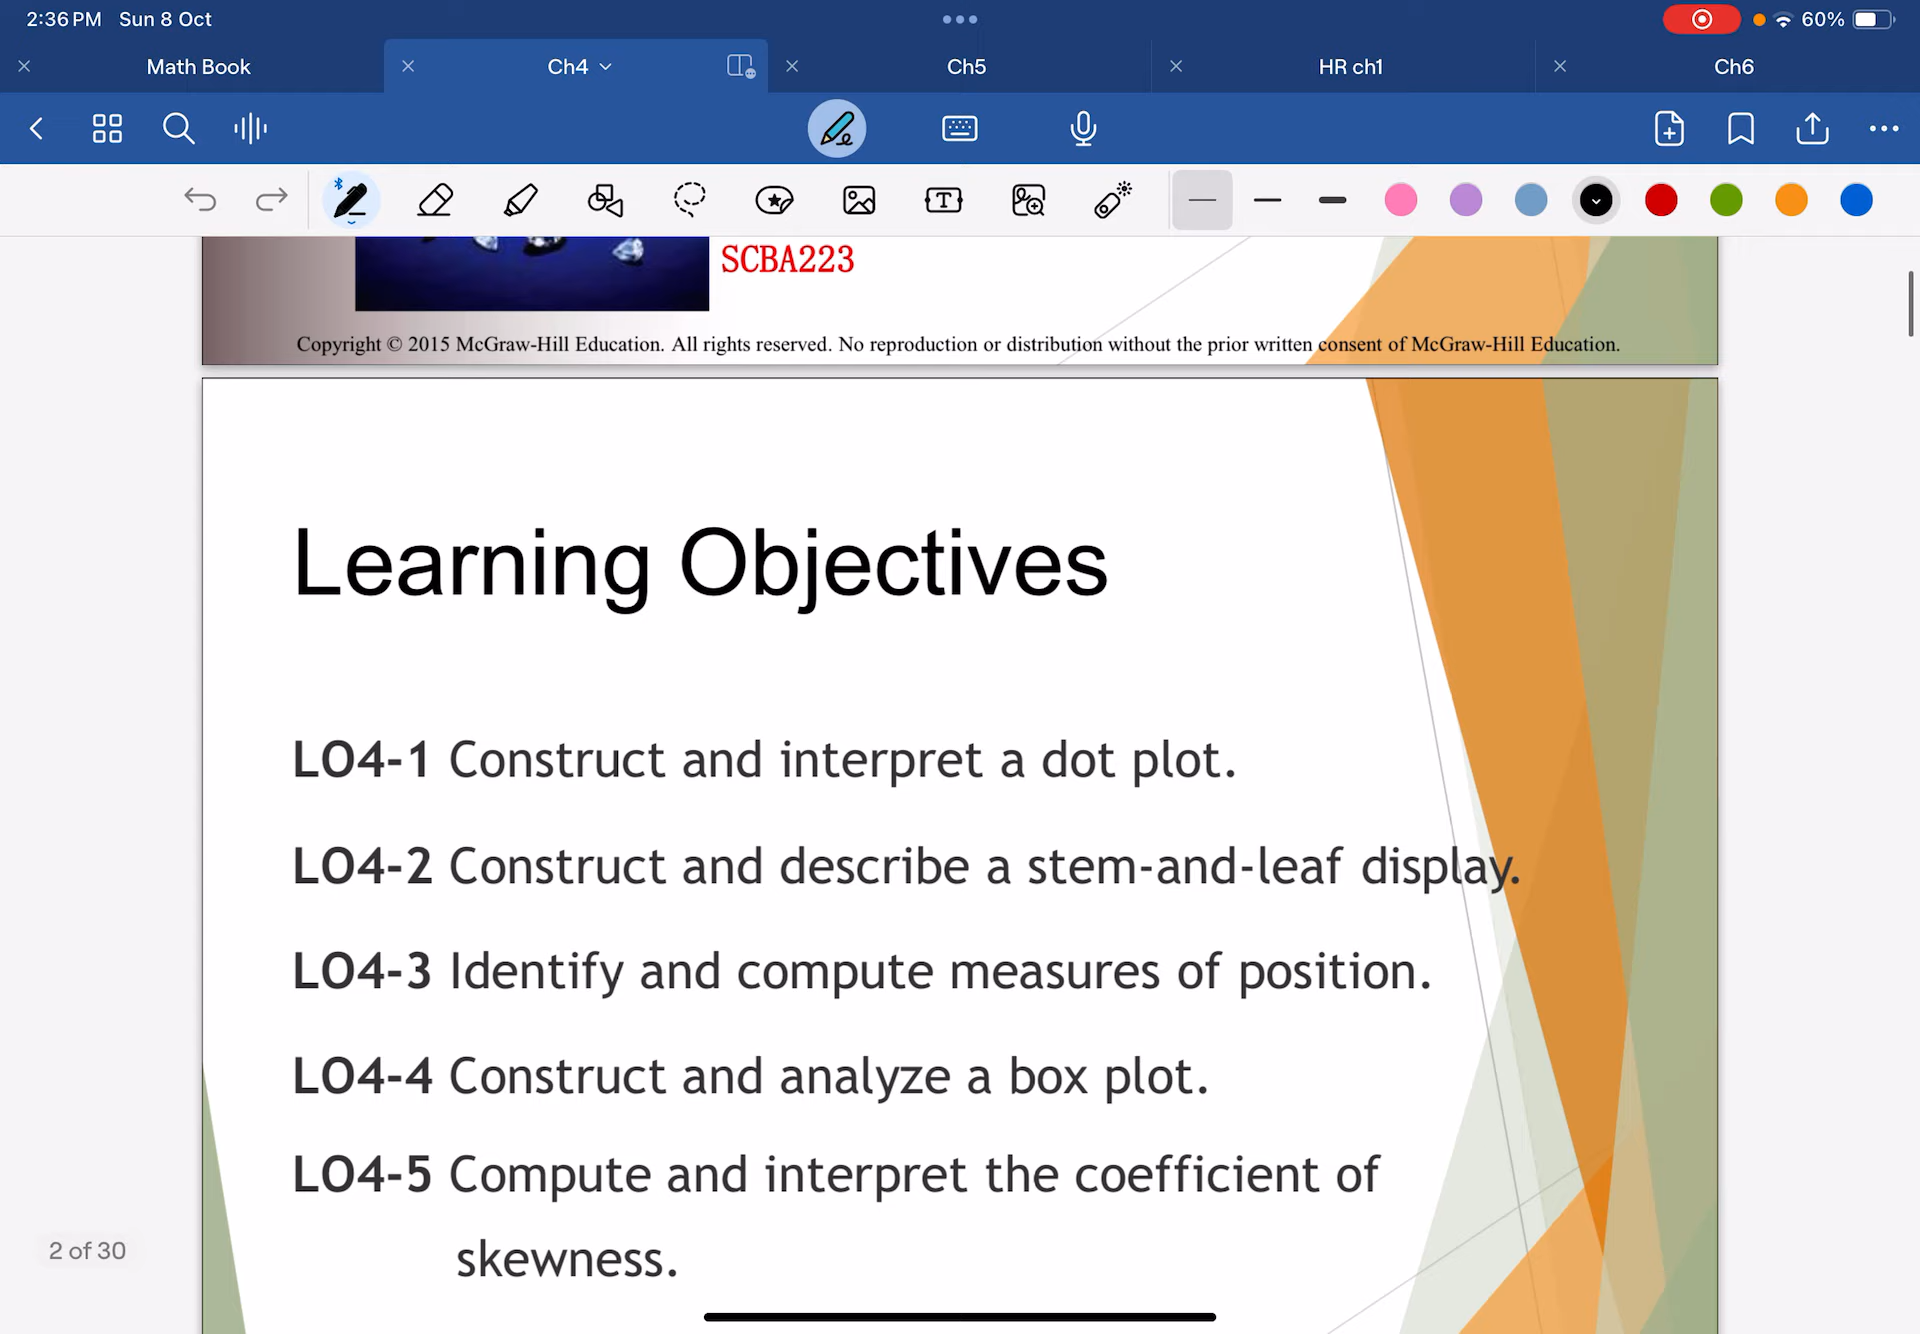 2:36 PM Sun 8 Oct
60%
Math Book
Ch4
Ch5
HR ch1
Ch6
SCBA223
Copyright © 2015 McGraw-Hill Education. All rights reserved. No reproduction or distribution without the prior written consent of McGraw-Hill Education.
Learning Objectives
LO4-1 Construct and interpret a dot plot.
LO4-2 Construct and describe a stem-and-leaf display.
LO4-3 Identify and compute measures of position.
LO4-4 Construct and analyze a box plot.
LO4-5 Compute and interpret the coefficient of
skewness.
2 of 30